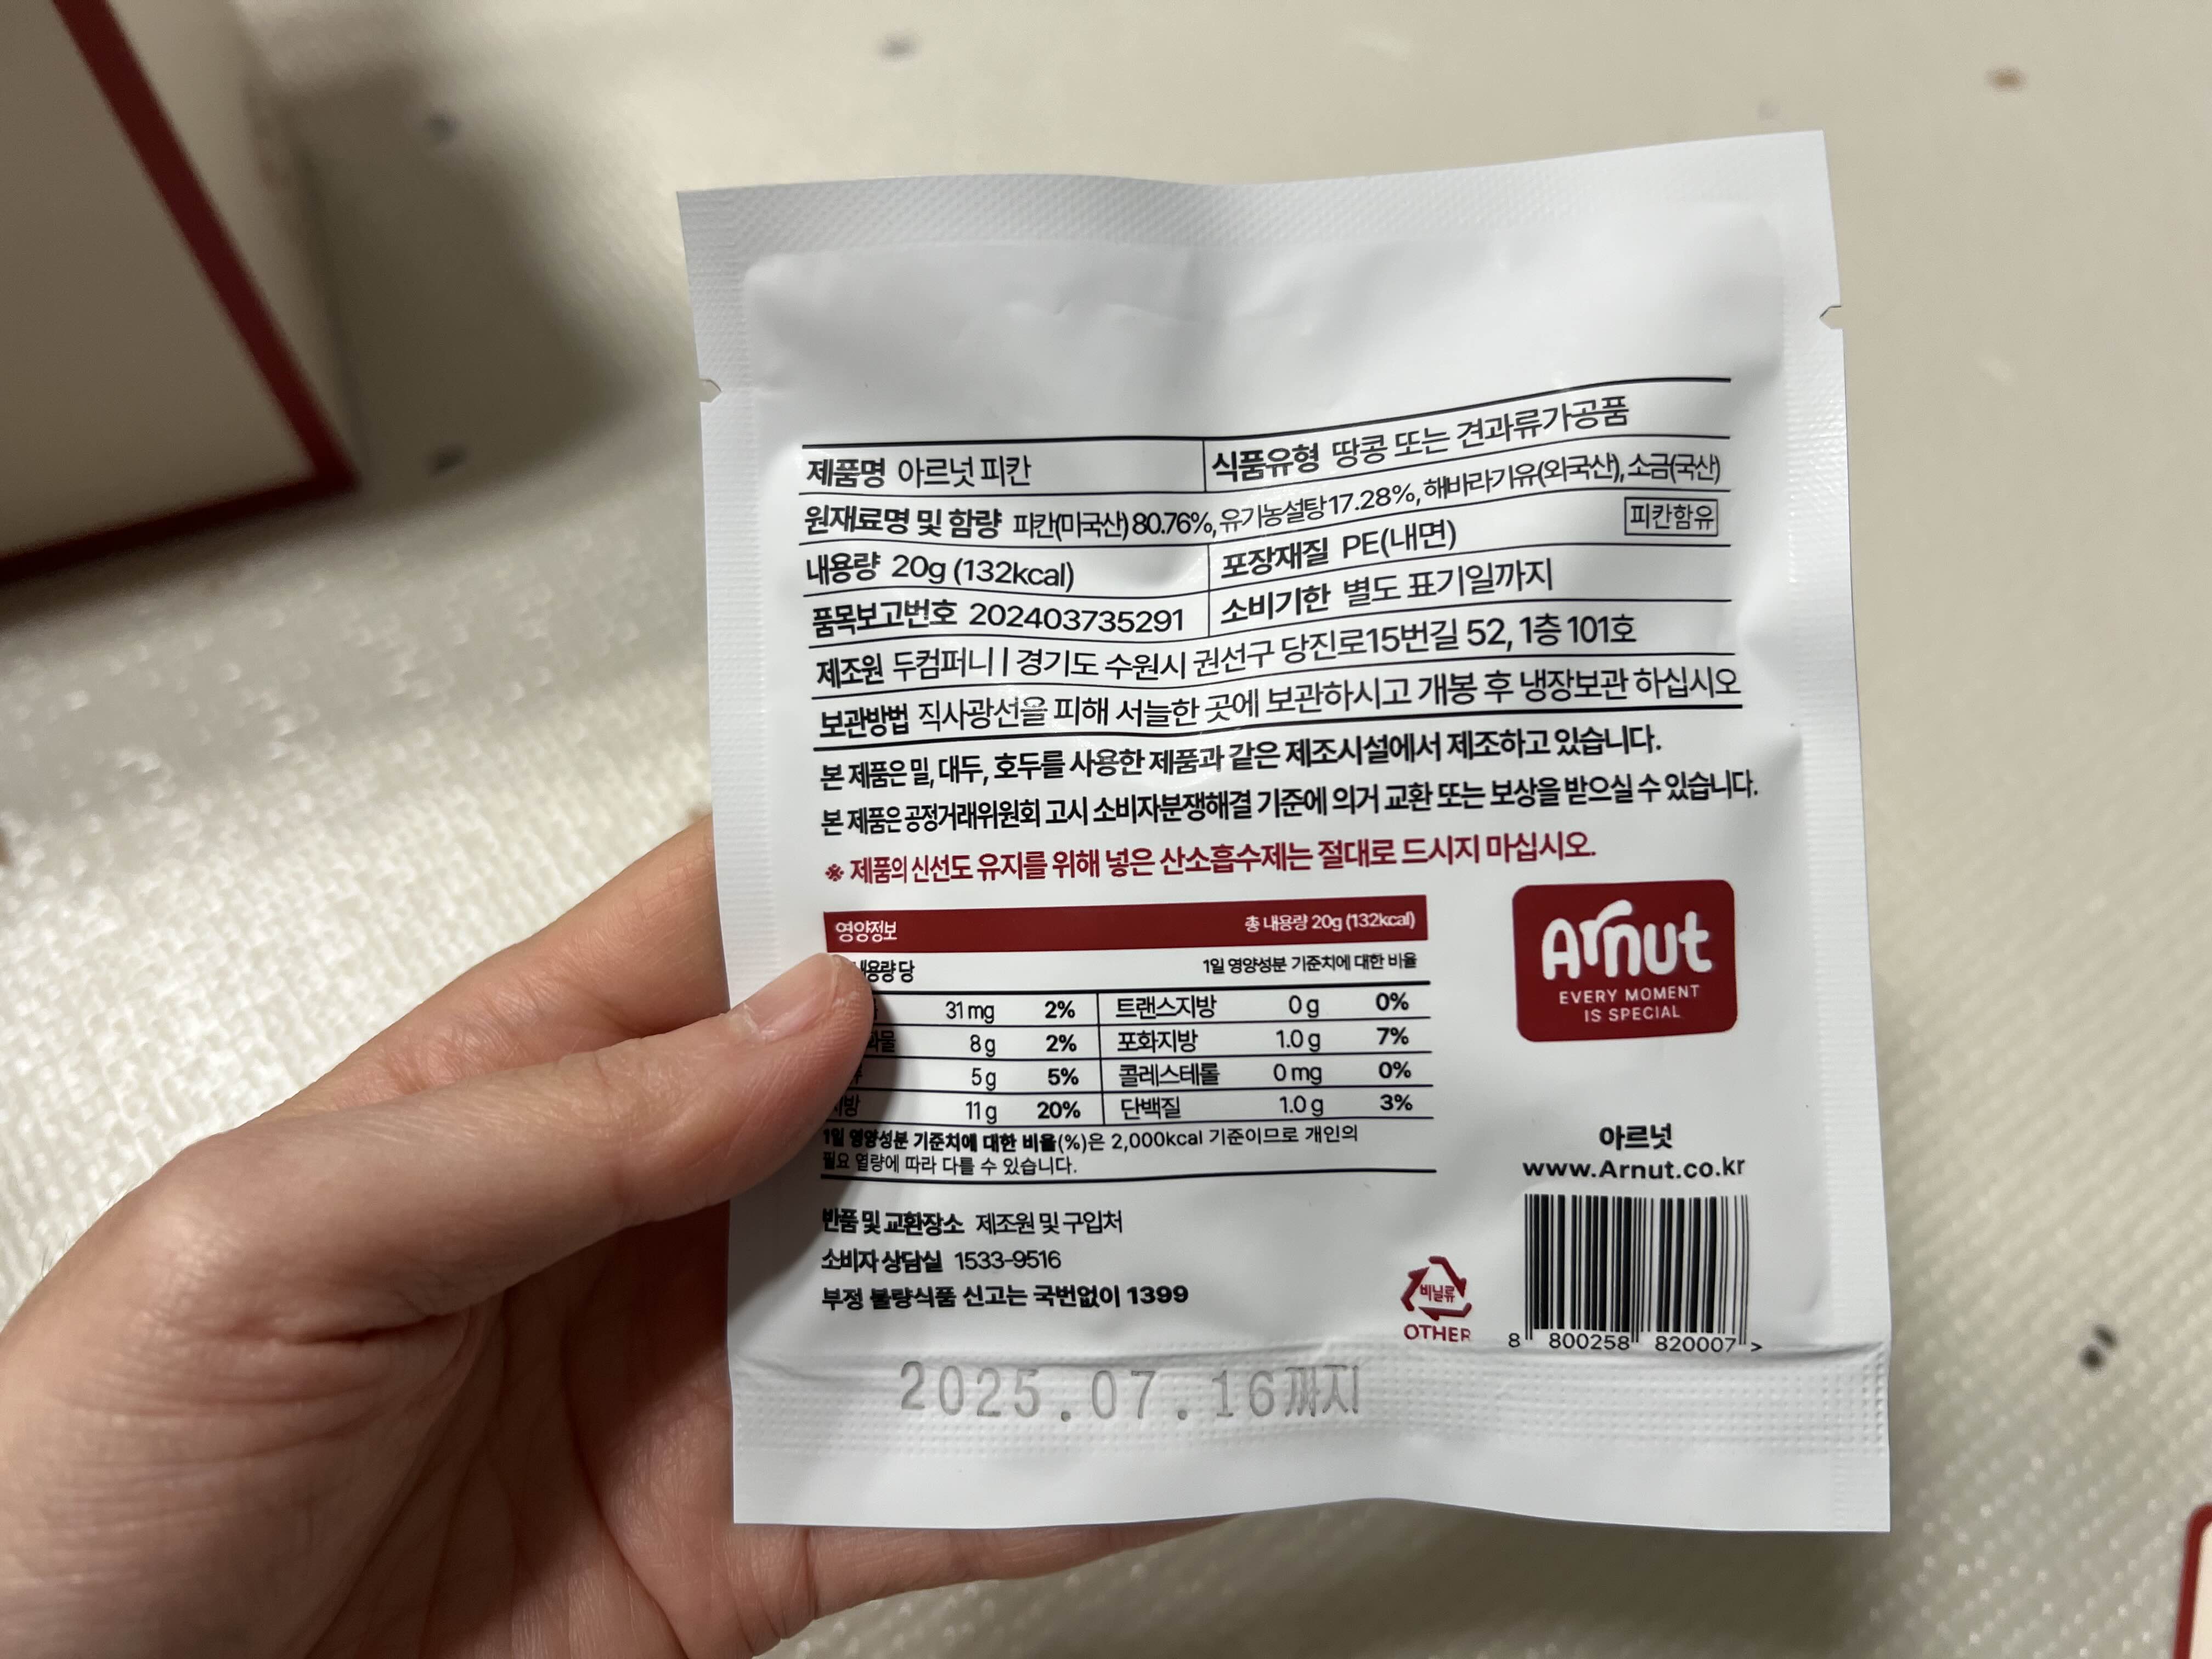 제품명 아르넛 피칸 식품유형 땅콩 또는 견과류가공품
원재료명 및 함량 피칸(미국산) 80.76%, 유기농설탕 17.28%, 해바라기유(외국산), 소금(국산)
피칸함유
내용량 20g (132kcal) 포장재질 PE(내면)
품목보고번호 202403735291 소비기한 별도 표기일까지
제조원 두컴퍼니 | 경기도 수원시 권선구 당진로15번길 52, 1층 101호
보관방법 직사광선을 피해 서늘한 곳에 보관하시고 개봉 후 냉장보관 하십시오
본 제품은 밀, 대두, 호두를 사용한 제품과 같은 제조시설에서 제조하고 있습니다.
본 제품은 공정거래위원회 고시 소비자분쟁해결 기준에 의거 교환 또는 보상을 받으실 수 있습니다.
※ 제품의 신선도 유지를 위해 넣은 산소흡수제는 절대로 드시지 마십시오.
영양정보 총 내용량 20g (132kcal)
내용량 당 1일 영양성분 기준치에 대한 비율
31 mg 2% 트랜스지방 0 g 0%
8 g 2% 포화지방 1.0 g 7%
5 g 5% 콜레스테롤 0 mg 0%
11 g 20% 단백질 1.0 g 3%
1일 영양성분 기준치에 대한 비율(%)은 2,000kcal 기준이므로 개인의
필요 열량에 따라 다를 수 있습니다.
Arnut
EVERY MOMENT
IS SPECIAL
아르넛
www.Arnut.co.kr
반품 및 교환장소 제조원 및 구입처
소비자 상담실 1533-9516
부정 불량식품 신고는 국번없이 1399
비닐류
OTHER
8 800258 820007 >
2025.07.16까지